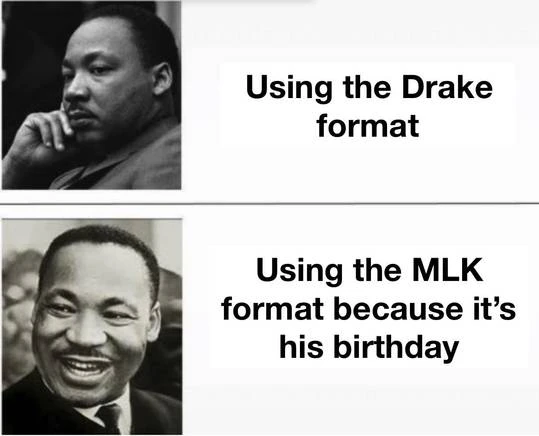 Using the Drake
format
Using the MLK
format because it’s
his birthday